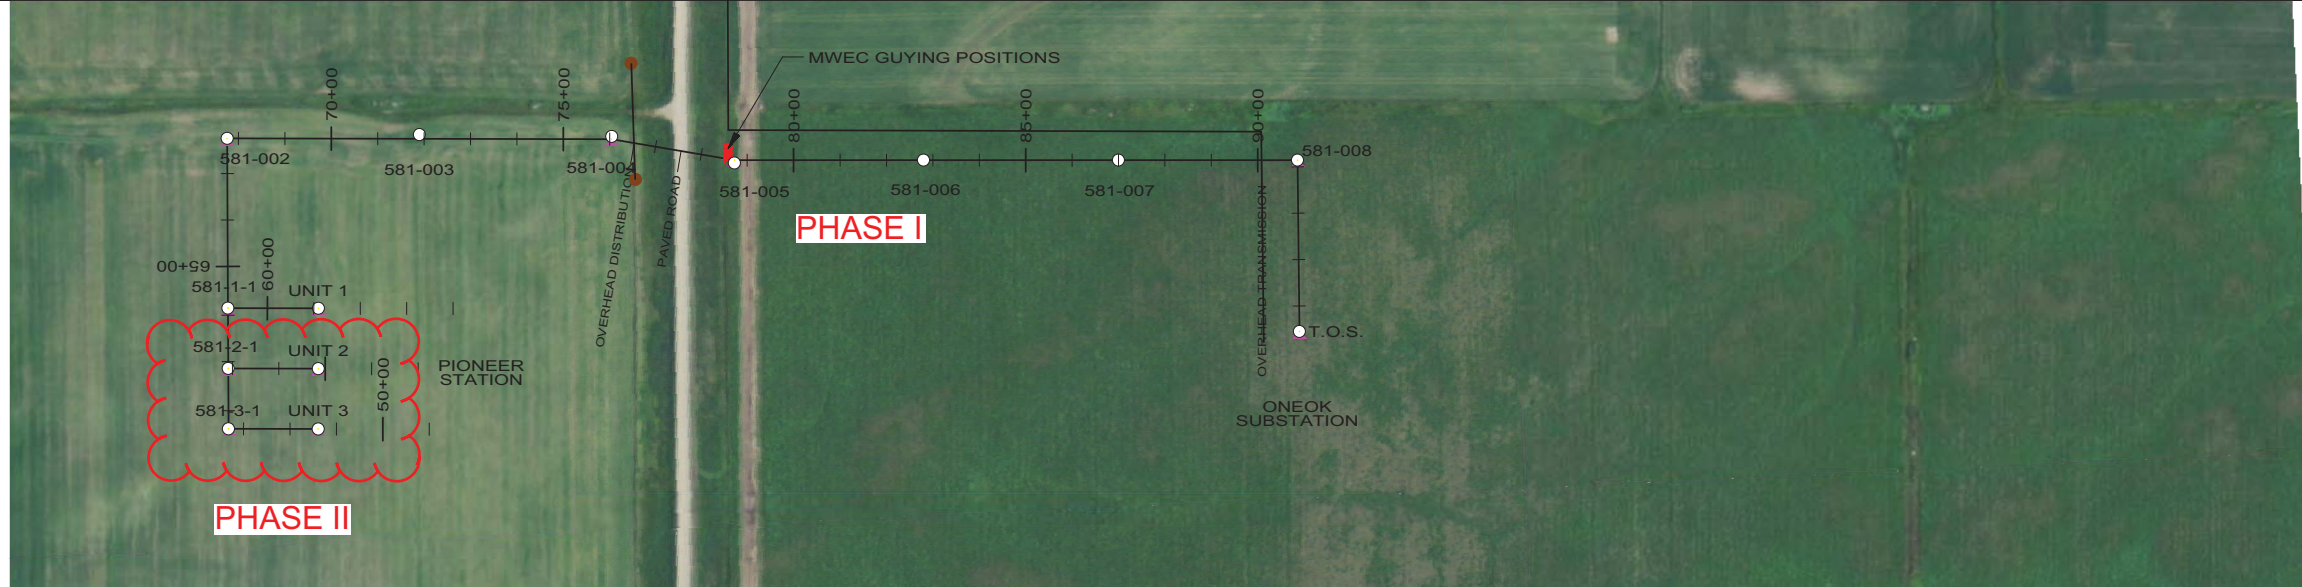 MWEC GUYING POSITIONS
70+00
75+00
80+00
85+00
90+00
581-002
581-003
581-004
581-005
581-006
581-007
581-008
OVERHEAD DISTRIBUTION
PAVED ROAD
OVERHEAD TRANSMISSION
PHASE I
65+00
60+00
581-1-1
UNIT 1
581-2-1
UNIT 2
50+00
581-3-1
UNIT 3
PIONEER
STATION
T.O.S.
ONEOK
SUBSTATION
PHASE II